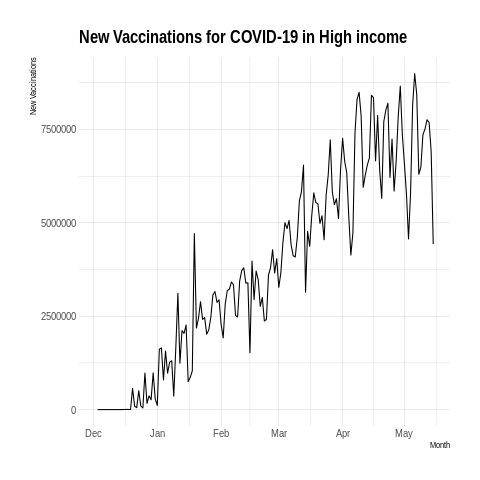 New Vaccinations for COVID-19 in High income
New Vaccinations
7500000
5000000
2500000
0
Dec Jan Feb Mar Apr May
Month